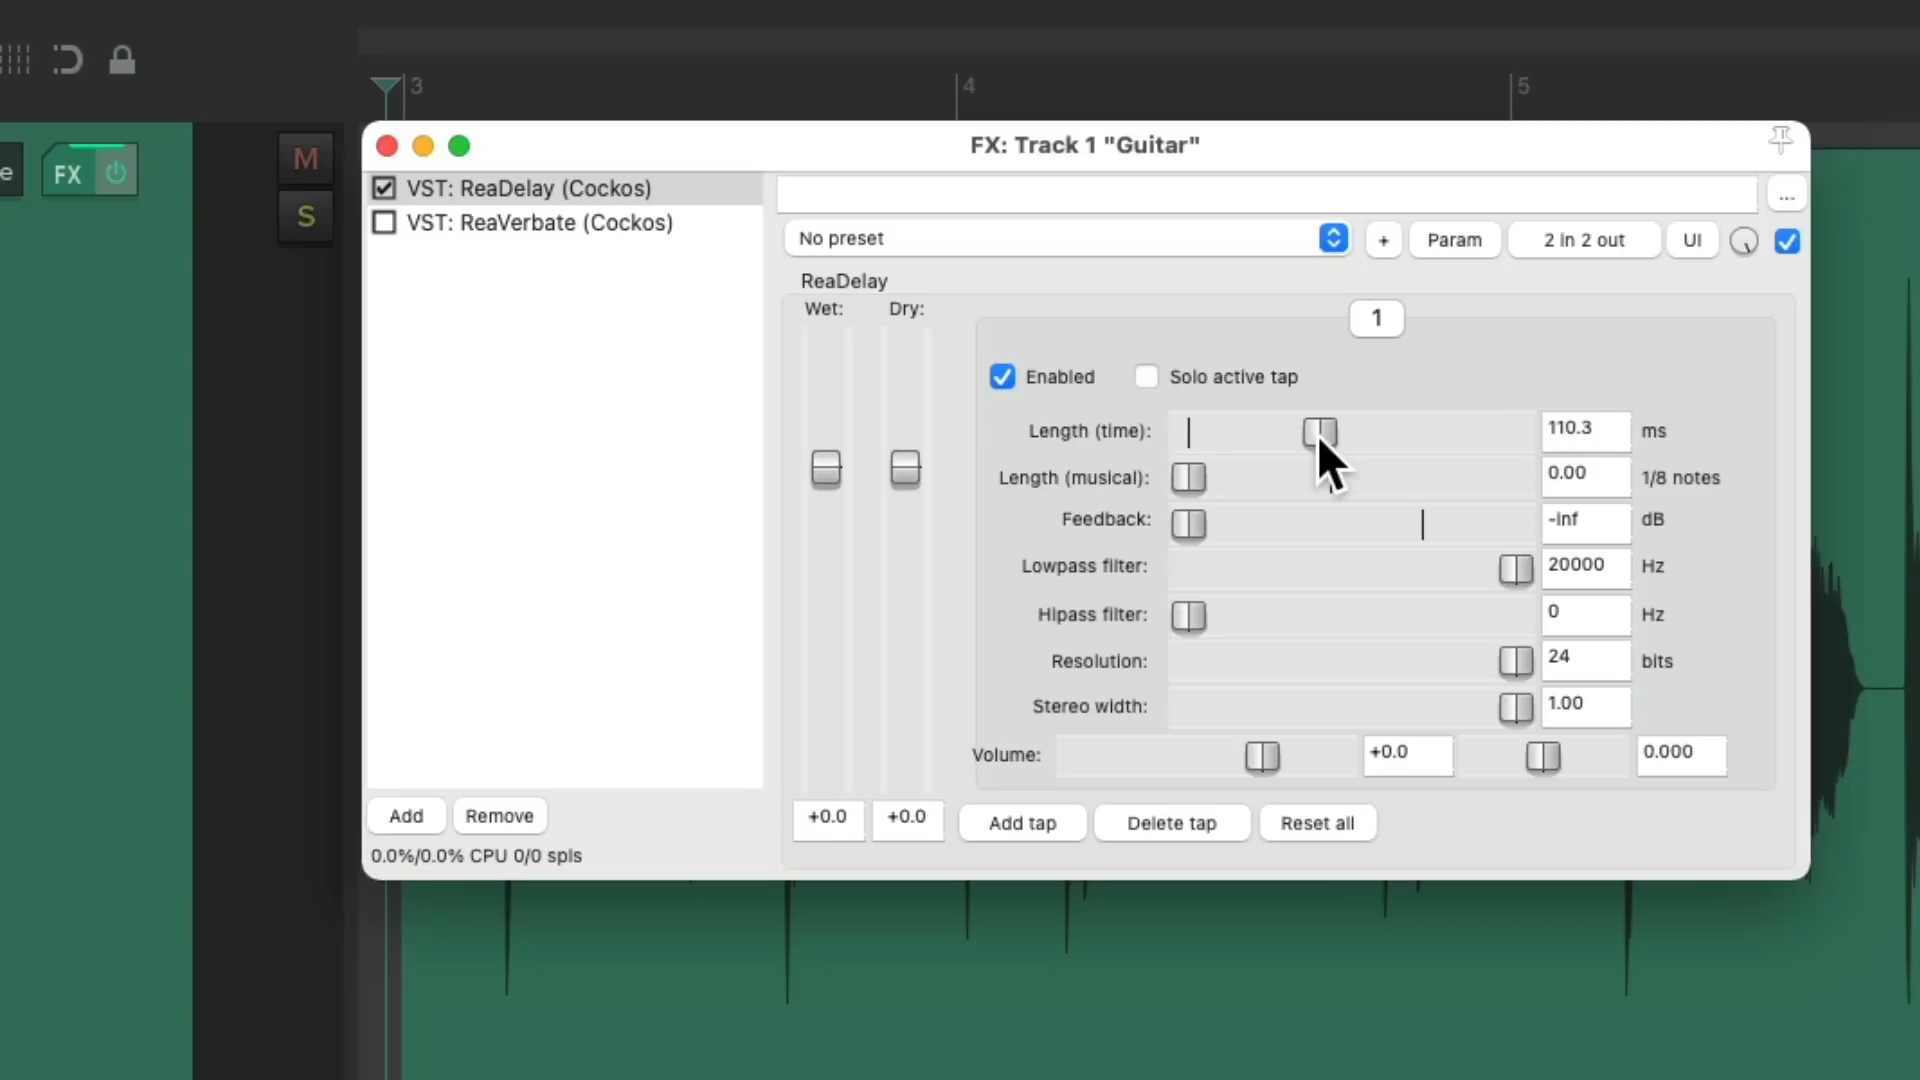 3
4
5
e
FX
M
S
FX: Track 1 "Guitar"
VST: ReaDelay (Cockos)
VST: ReaVerbate (Cockos)
...
No preset
+
Param
2 in 2 out
UI
ReaDelay
Wet:
Dry:
1
Enabled
Solo active tap
Length (time):
110.3
ms
Length (musical):
0.00
1/8 notes
Feedback:
-inf
dB
Lowpass filter:
20000
Hz
Hipass filter:
0
Hz
Resolution:
24
bits
Stereo width:
1.00
Volume:
+0.0
0.000
+0.0
+0.0
Add tap
Delete tap
Reset all
Add
Remove
0.0%/0.0% CPU 0/0 spls